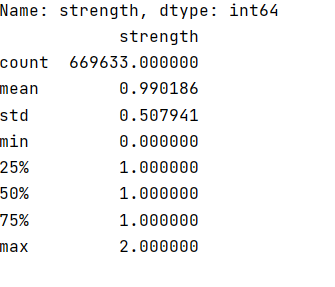 Name: strength, dtype: int64
strength
count 669633.000000
mean 0.990186
std 0.507941
min 0.000000
25% 1.000000
50% 1.000000
75% 1.000000
max 2.000000